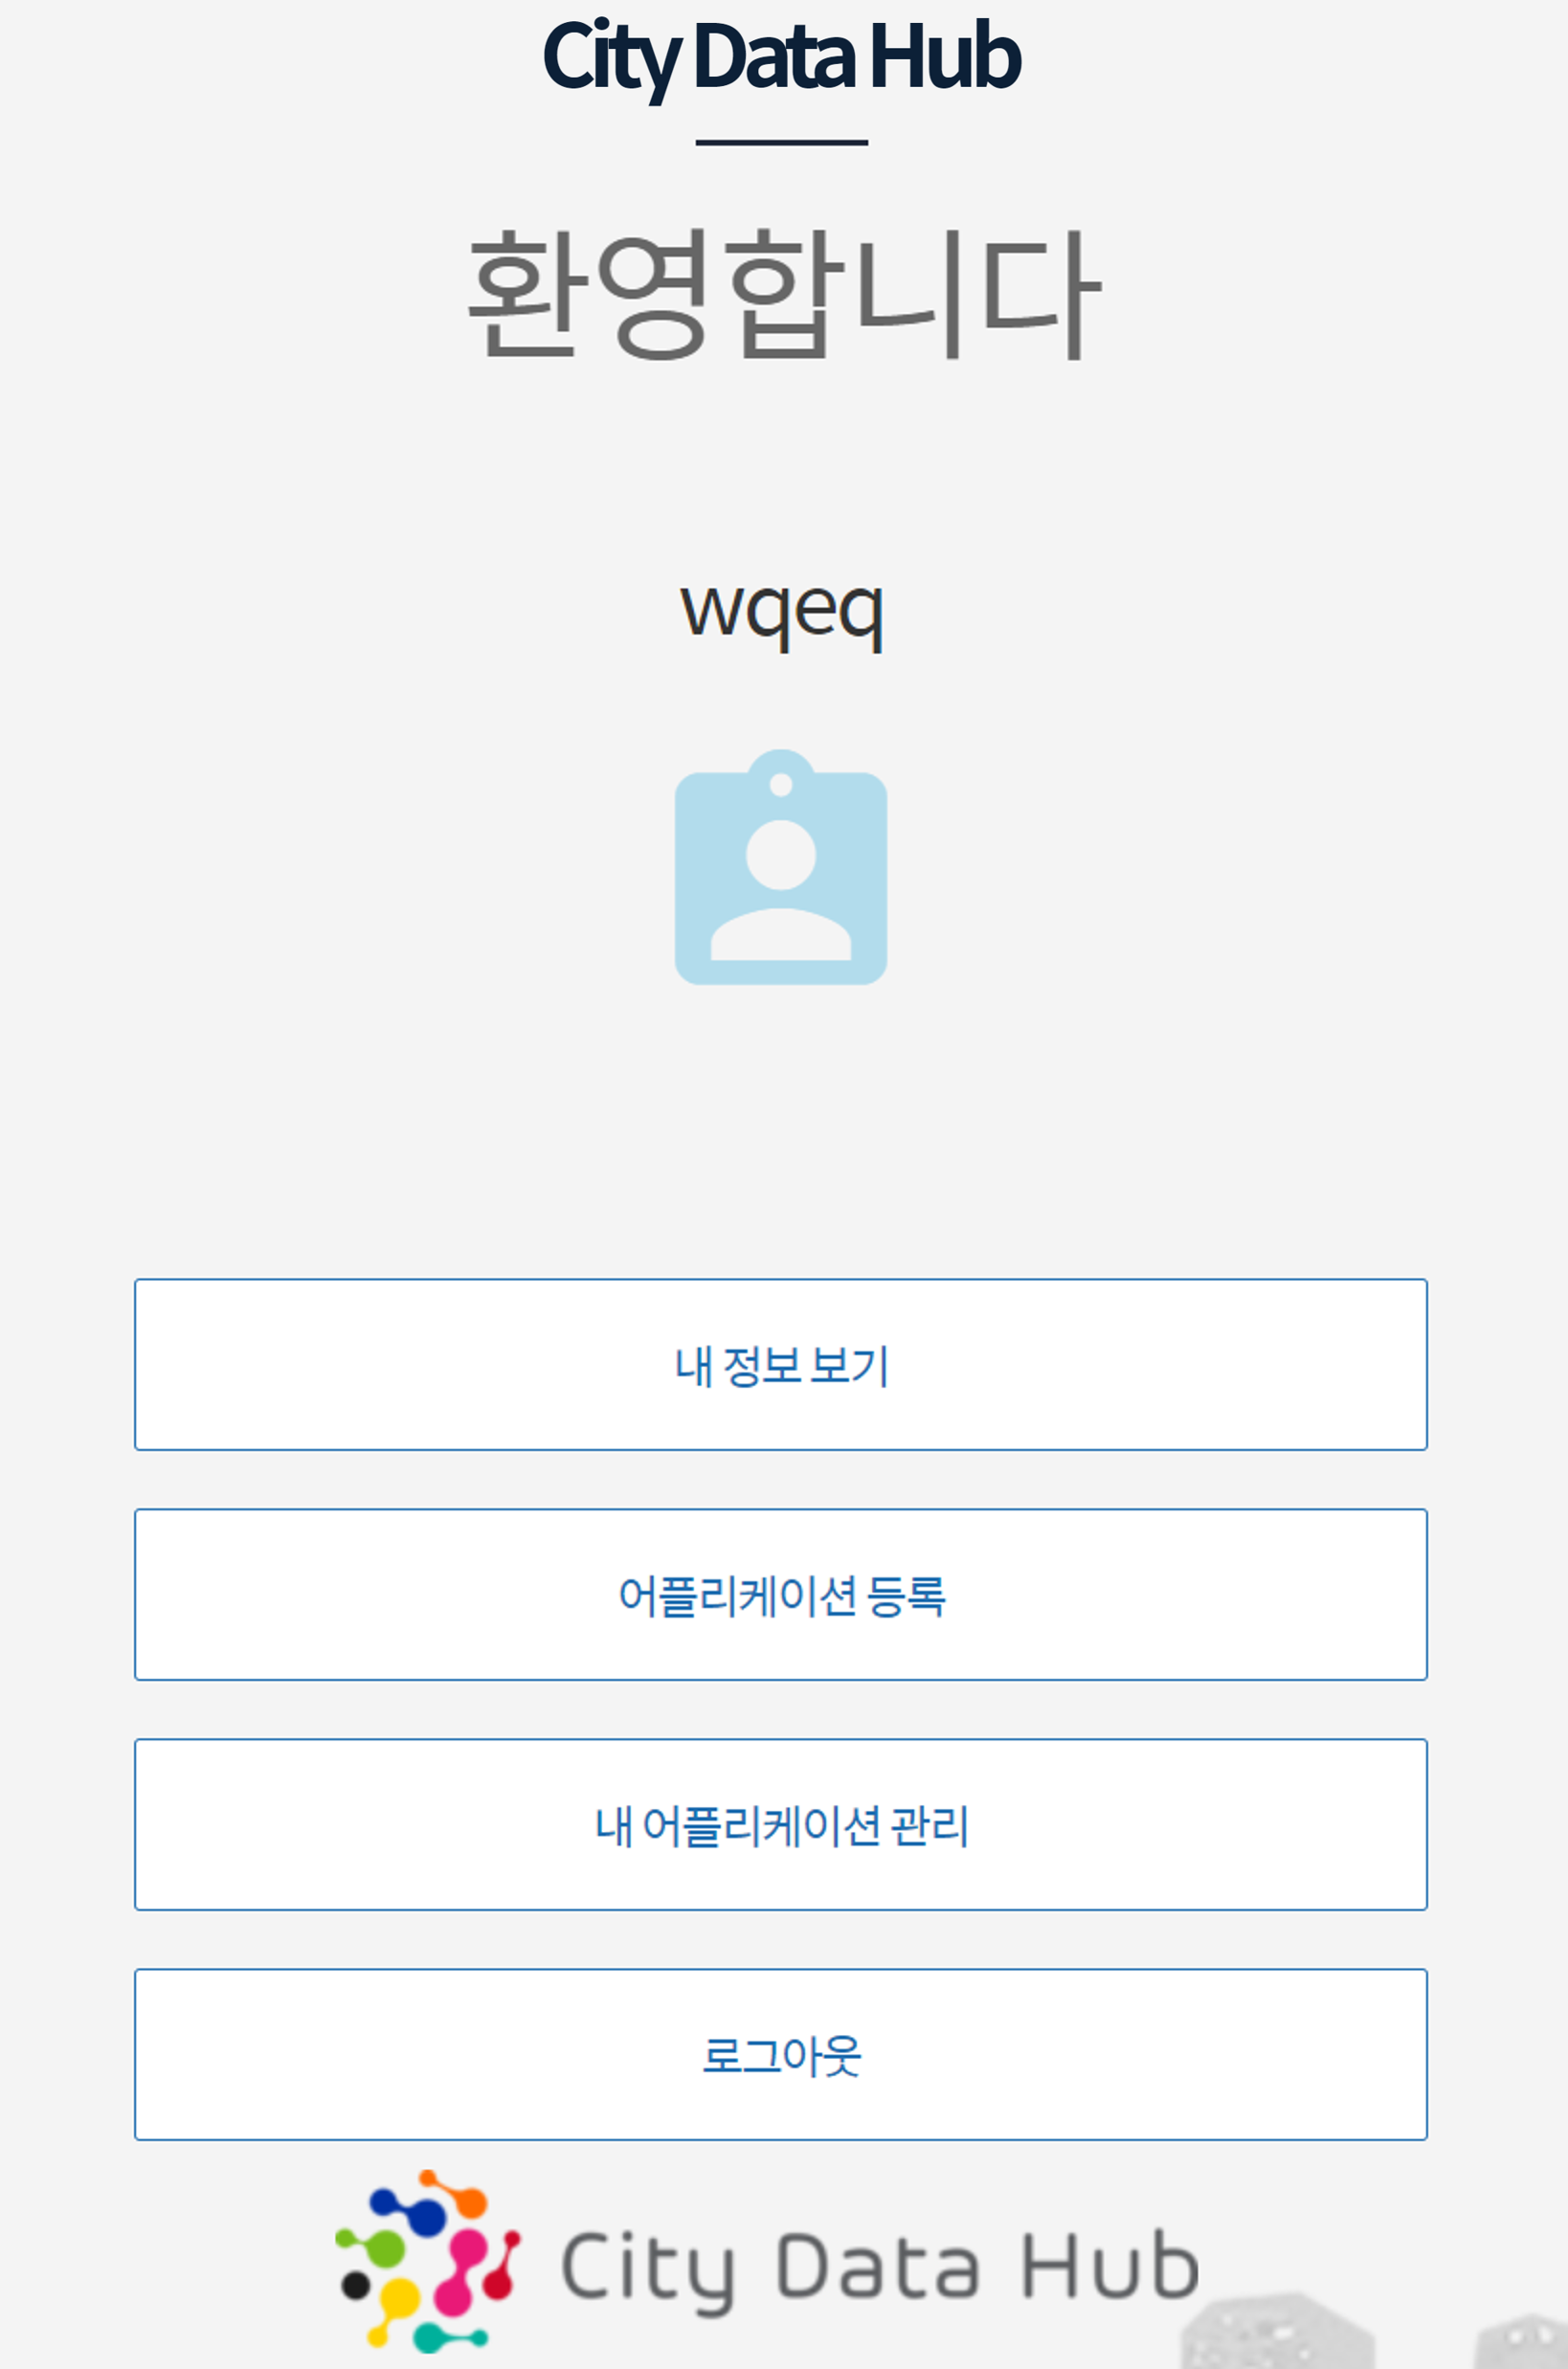 City Data Hub
환영합니다
wqeq
내 정보 보기
어플리케이션 등록
내 어플리케이션 관리
로그아웃
City Data Hub